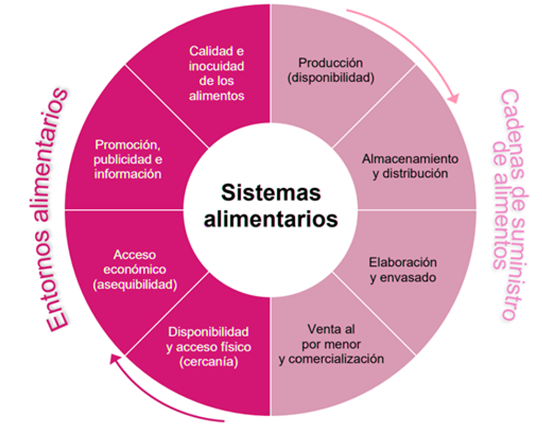 Sistemas
alimentarios
Producción
(disponibilidad)
Almacenamiento
y distribución
Elaboración
y envasado
Venta al
por menor
y comercialización
Disponibilidad
y acceso físico
(cercanía)
Acceso
económico
(asequibilidad)
Promoción,
publicidad e
información
Calidad e
inocuidad
de los
alimentos
Cadenas de suministro
de alimentos
Entornos alimentarios